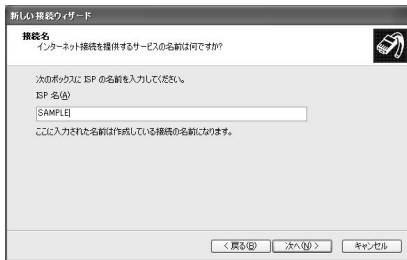 新しい接続ウィザード
接続名
インターネット接続を提供するサービスの名前は何ですか?
次のボックスに ISP の名前を入力してください。
ISP 名(A)
SAMPLE
ここに入力された名前は作成している接続の名前になります。
< 戻る(B) 次へ(N) > キャンセル